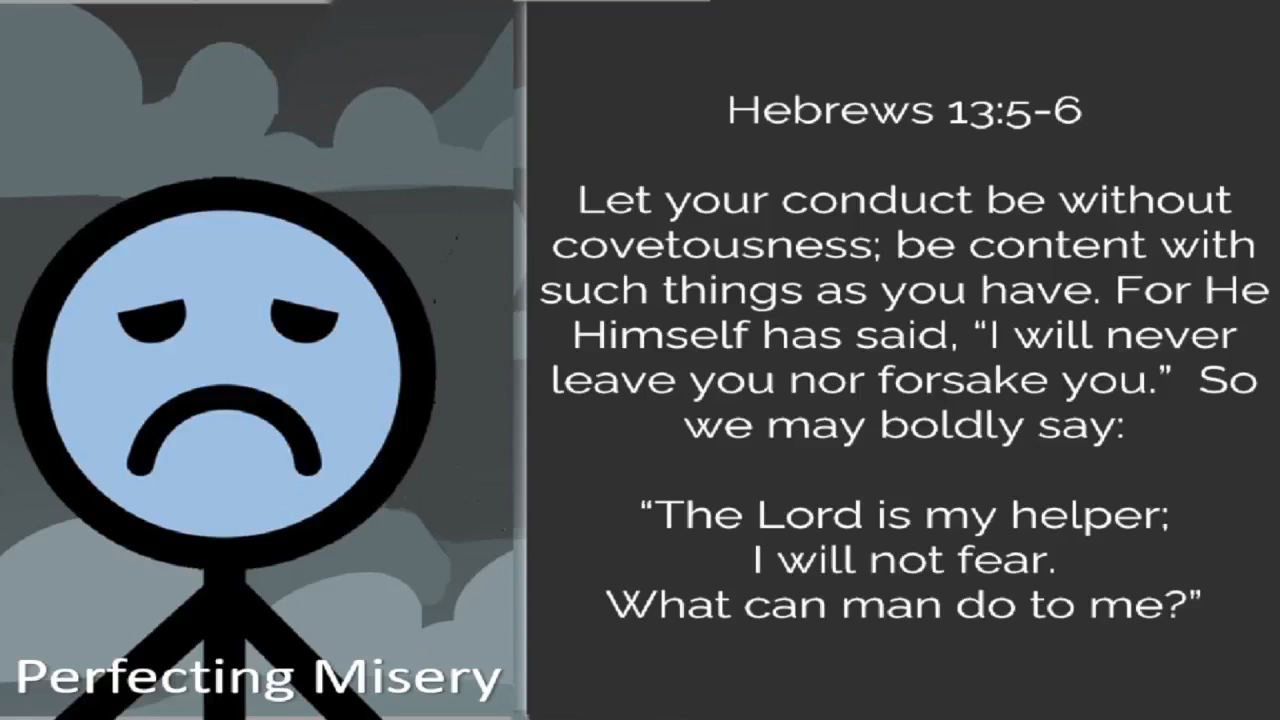 Hebrews 13:5-6
Let your conduct be without
covetousness; be content with
such things as you have. For He
Himself has said, “I will never
leave you nor forsake you.”  So
we may boldly say:
“The Lord is my helper;
I will not fear.
What can man do to me?”
Perfecting Misery